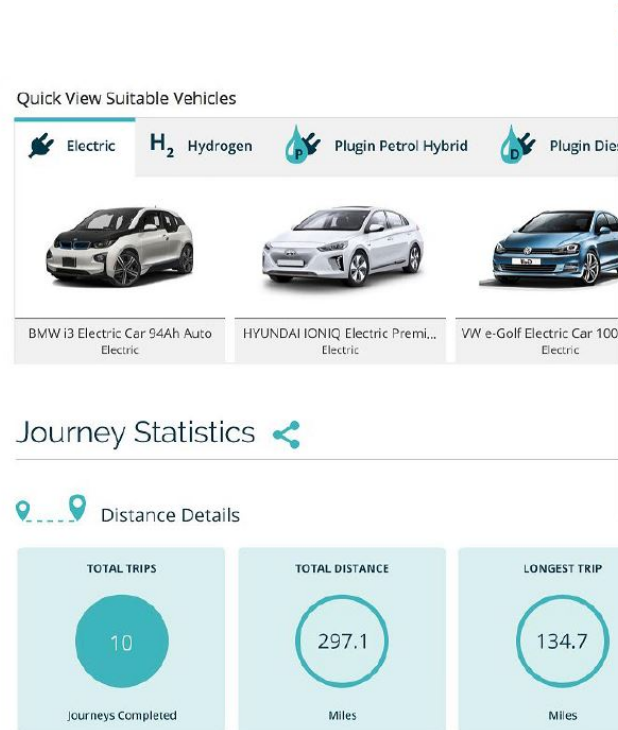 Quick View Suitable Vehicles
Electric
H2 Hydrogen
P Plugin Petrol Hybrid
D Plugin Dies
BMW i3 Electric Car 94Ah Auto
Electric
HYUNDAI IONIQ Electric Premi...
Electric
VW e-Golf Electric Car 100
Electric
Journey Statistics
Distance Details
TOTAL TRIPS
10
Journeys Completed
TOTAL DISTANCE
297.1
Miles
LONGEST TRIP
134.7
Miles